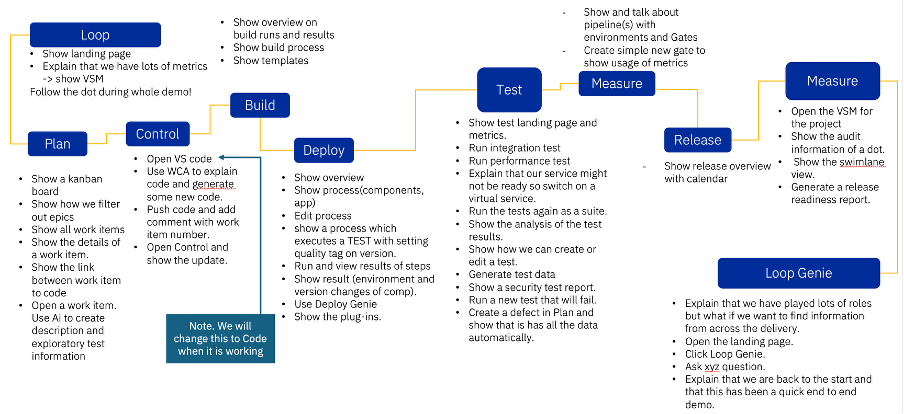 Loop
• Show landing page
• Explain that we have lots of metrics
-> show VSM
Follow the dot during whole demo!
• Show overview on
build runs and results
• Show build process
• Show templates
- Show and talk about
pipeline(s) with
environments and Gates
- Create simple new gate to
show usage of metrics
Plan
• Show a kanban
board
• Show how we filter
out epics
• Show all work items
• Show the details of
a work item.
• Show the link
between work item
to code
• Open a work item.
Use Ai to create
description and
exploratory test
information
Control
• Open VS code
• Use WCA to explain
code and generate
some new code.
• Push code and add
comment with work
item number.
• Open Control and
show the update.
Note. We will
change this to Code
when it is working
Build
Deploy
• Show overview
• Show process(components,
app)
• Edit process
• show a process which
executes a TEST with setting
quality tag on version.
• Run and view results of steps
• Show result (environment and
version changes of comp).
• Use Deploy Genie
• Show the plug-ins.
Test
• Show test landing page and
metrics.
• Run integration test
• Run performance test
• Explain that our service might
not be ready so switch on a
virtual service.
• Run the tests again as a suite.
• Show the analysis of the test
results.
• Show how we can create or
edit a test.
• Generate test data
• Show a security test report.
• Run a new test that will fail.
• Create a defect in Plan and
show that is has all the data
automatically.
Measure
Release
- Show release overview
with calendar
Measure
• Open the VSM for
the project
• Show the audit
information of a dot.
• Show the swimlane
view.
• Generate a release
readiness report.
Loop Genie
• Explain that we have played lots of roles
but what if we want to find information
from across the delivery.
• Open the landing page.
• Click Loop Genie.
• Ask xyz question.
• Explain that we are back to the start and
that this has been a quick end to end
demo.